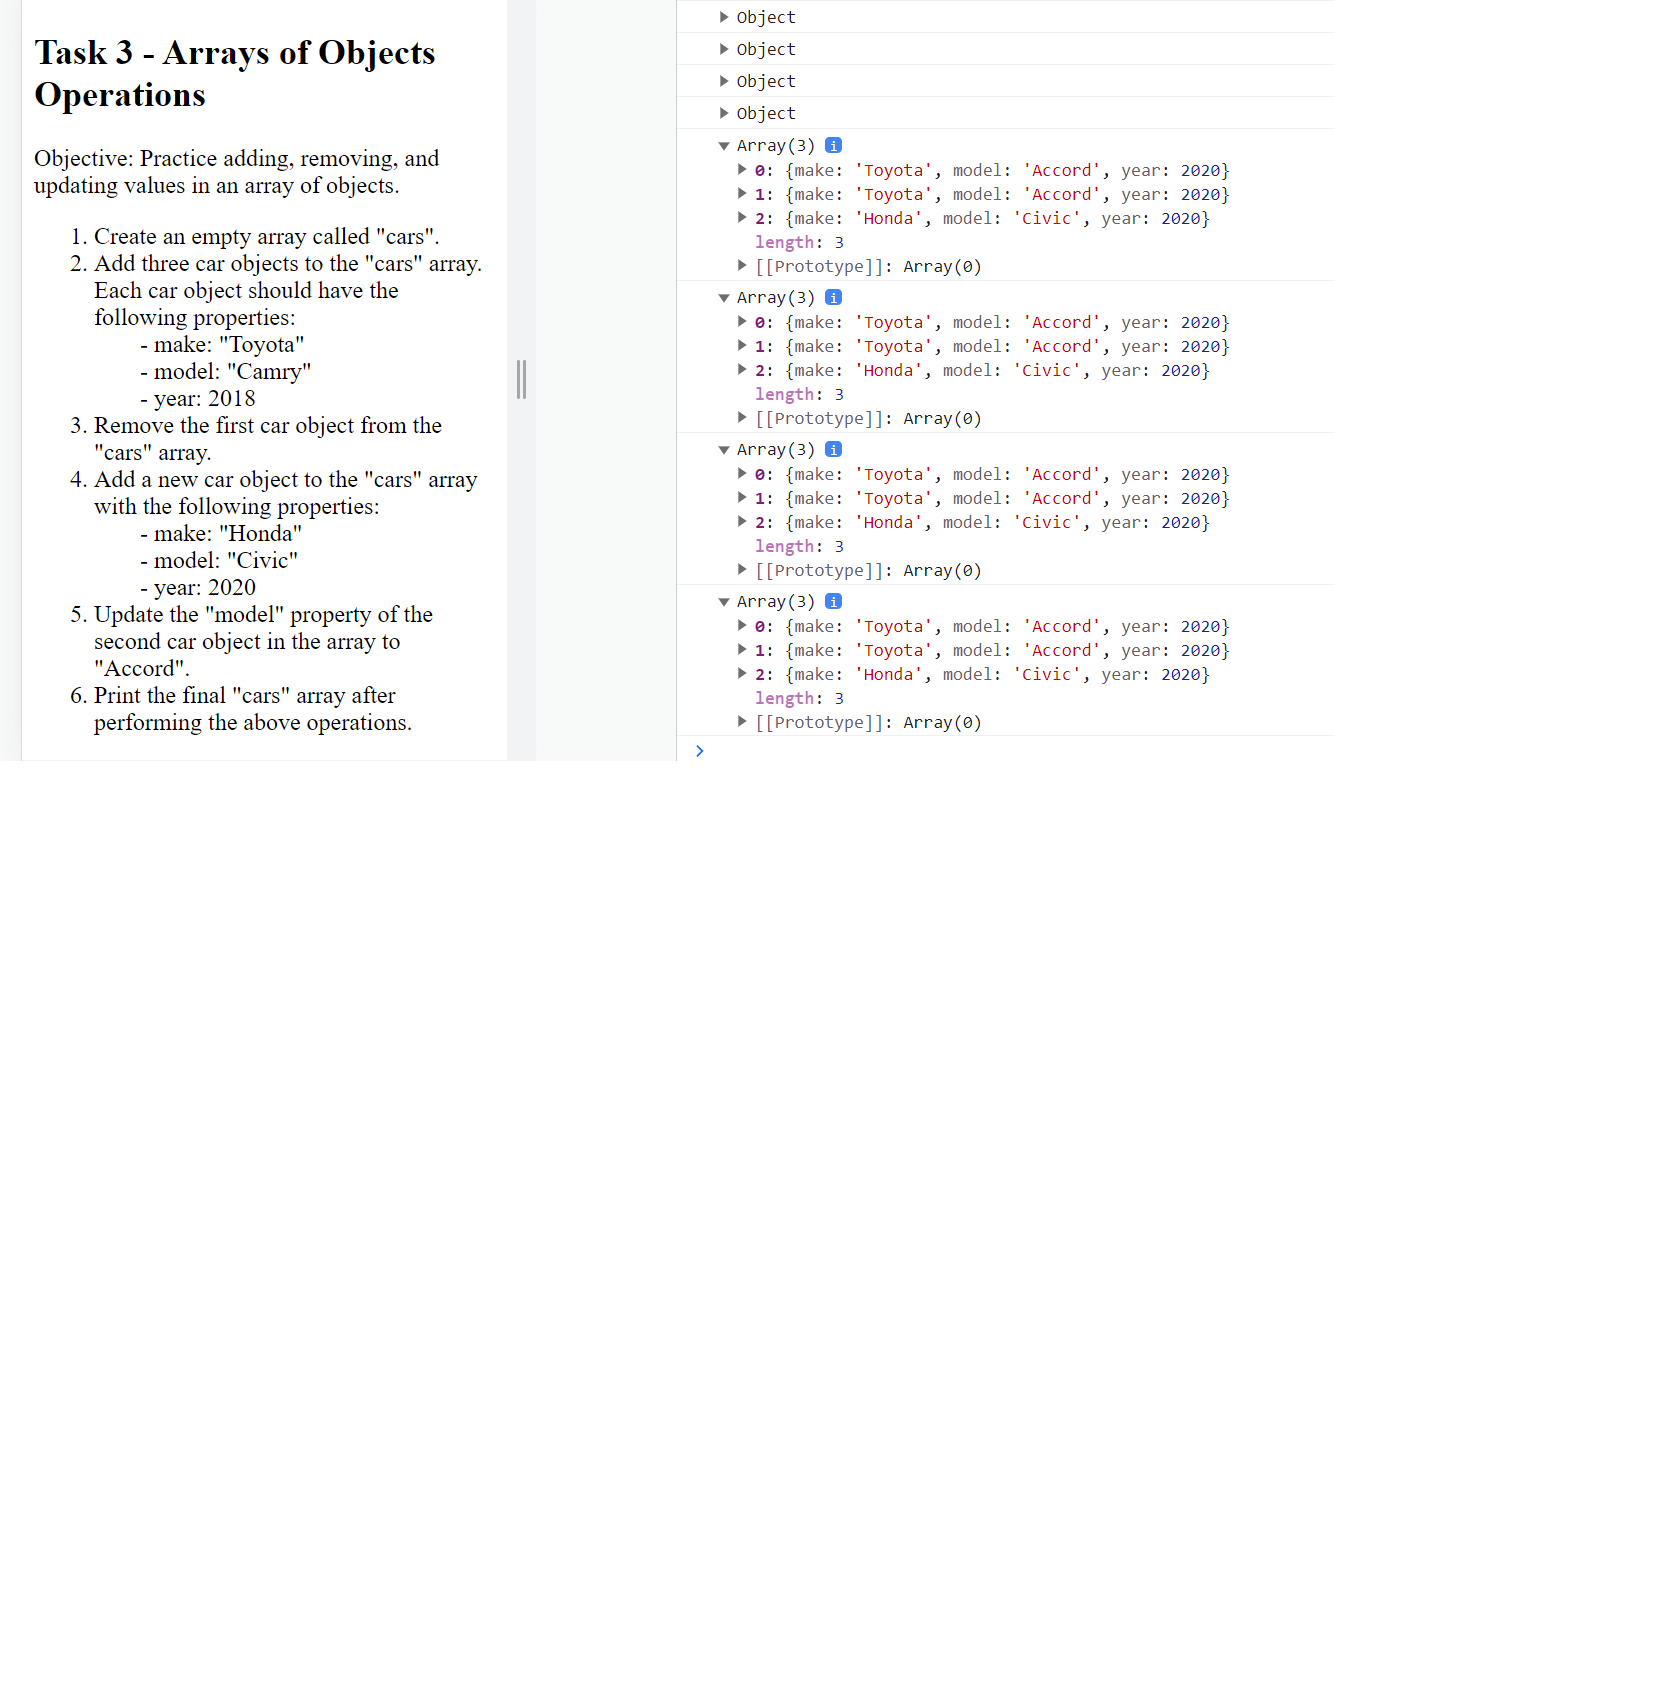 Task 3 - Arrays of Objects
Operations
Objective: Practice adding, removing, and
updating values in an array of objects.
1. Create an empty array called "cars".
2. Add three car objects to the "cars" array.
Each car object should have the
following properties:
- make: "Toyota"
- model: "Camry"
- year: 2018
3. Remove the first car object from the
"cars" array.
4. Add a new car object to the "cars" array
with the following properties:
- make: "Honda"
- model: "Civic"
- year: 2020
5. Update the "model" property of the
second car object in the array to
"Accord".
6. Print the final "cars" array after
performing the above operations.
Object
Object
Object
Object
Array(3) i
0: {make: 'Toyota', model: 'Accord', year: 2020}
1: {make: 'Toyota', model: 'Accord', year: 2020}
2: {make: 'Honda', model: 'Civic', year: 2020}
length: 3
[[Prototype]]: Array(0)
Array(3) i
0: {make: 'Toyota', model: 'Accord', year: 2020}
1: {make: 'Toyota', model: 'Accord', year: 2020}
2: {make: 'Honda', model: 'Civic', year: 2020}
length: 3
[[Prototype]]: Array(0)
Array(3) i
0: {make: 'Toyota', model: 'Accord', year: 2020}
1: {make: 'Toyota', model: 'Accord', year: 2020}
2: {make: 'Honda', model: 'Civic', year: 2020}
length: 3
[[Prototype]]: Array(0)
Array(3) i
0: {make: 'Toyota', model: 'Accord', year: 2020}
1: {make: 'Toyota', model: 'Accord', year: 2020}
2: {make: 'Honda', model: 'Civic', year: 2020}
length: 3
[[Prototype]]: Array(0)